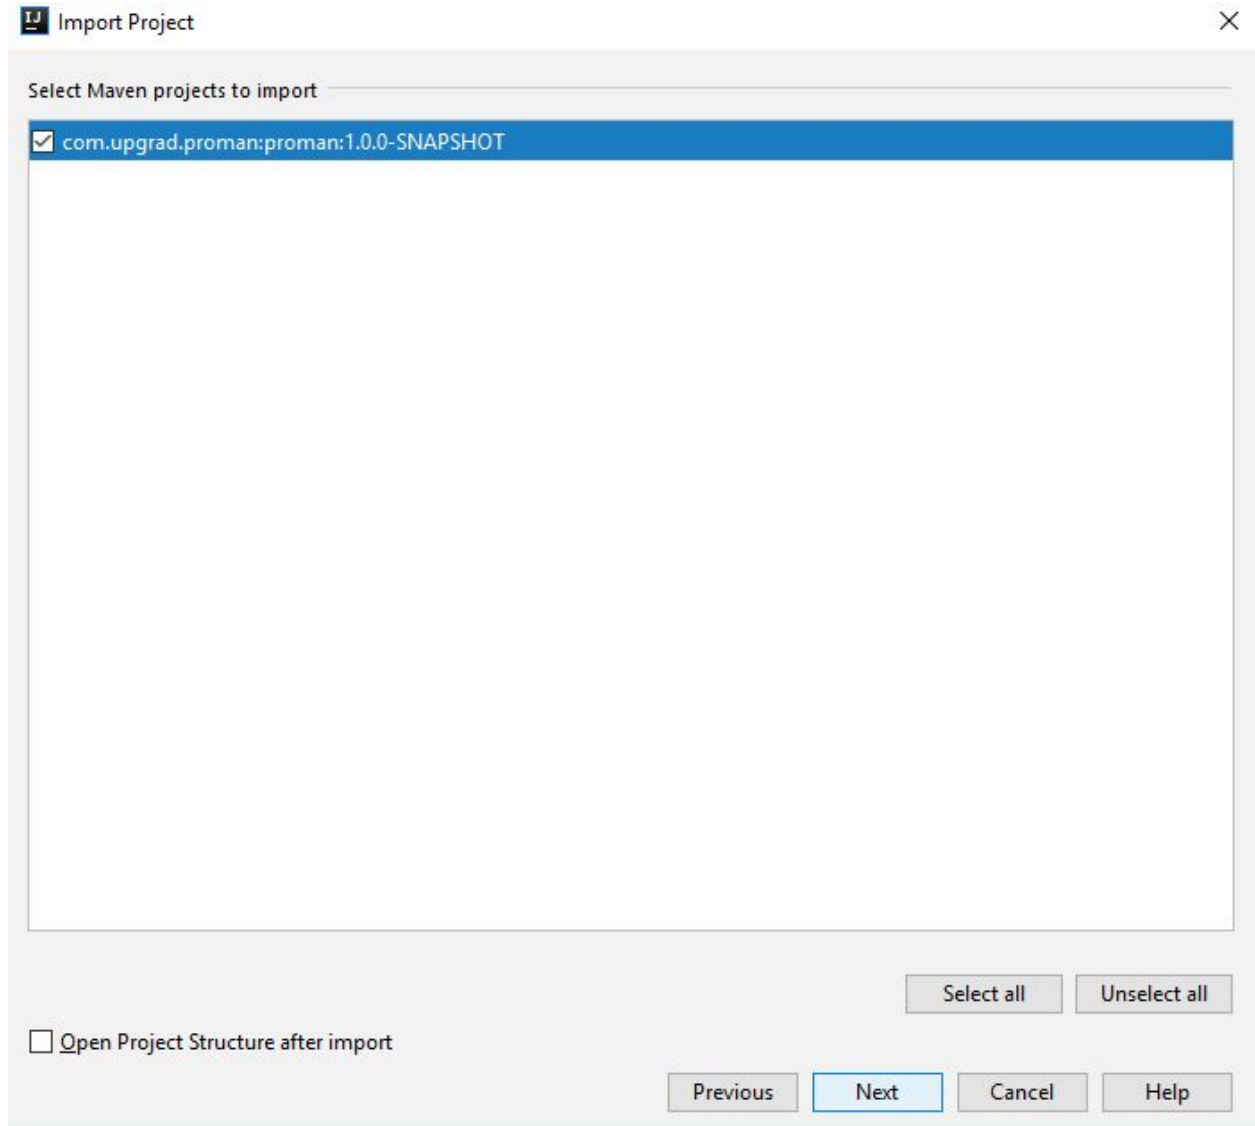 IJ
Import Project
Select Maven projects to import
com.upgrad.proman:proman:1.0.0-SNAPSHOT
Select all
Unselect all
Open Project Structure after import
Previous
Next
Cancel
Help